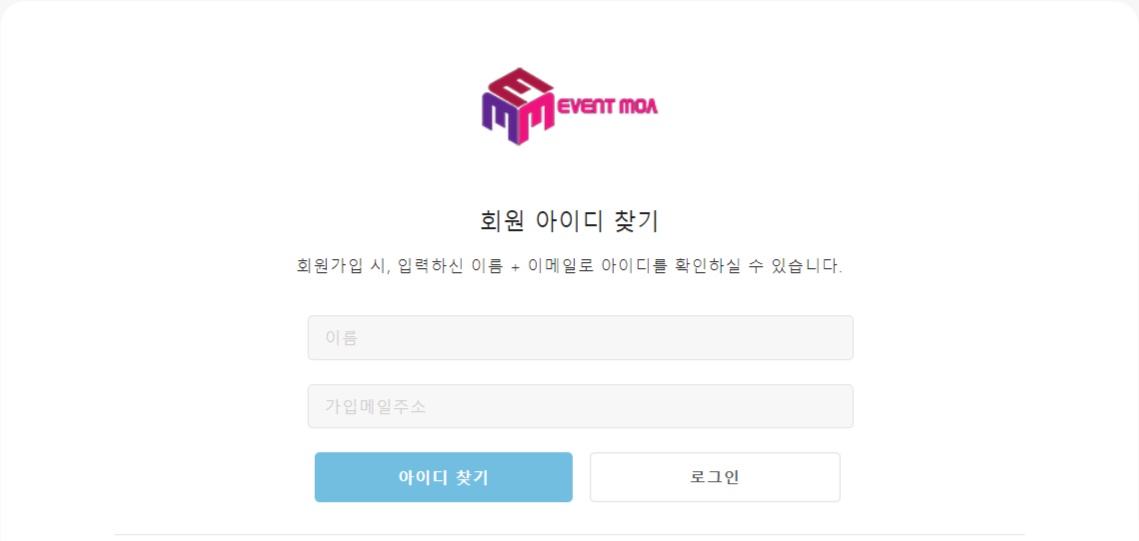 EVENT MOA
회원 아이디 찾기
회원가입 시, 입력하신 이름 + 이메일로 아이디를 확인하실 수 있습니다.
이름
가입메일주소
아이디 찾기
로그인